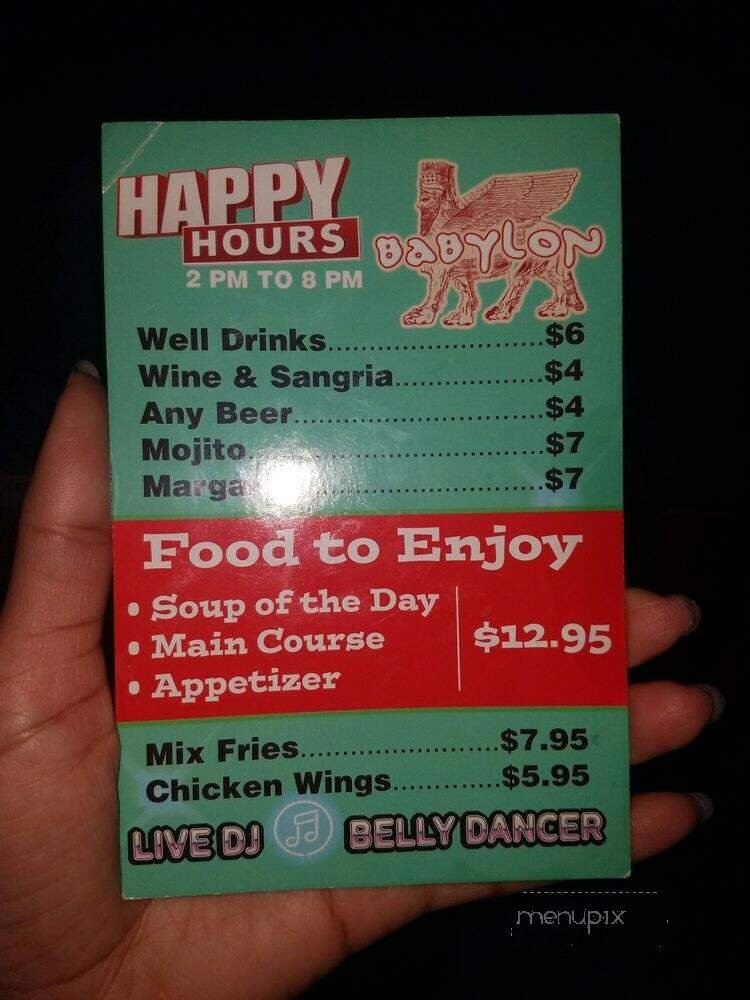 HAPPY
HOURS
2 PM TO 8 PM
BABYLON
Well Drinks..............................$6
Wine & Sangria....................$4
Any Beer..................................$4
Mojito........................................$7
..............................$7
Food to Enjoy
• Soup of the Day
• Main Course
• Appetizer
$12.95
Mix Fries.........................$7.95
Chicken Wings.............$5.95
LIVE DJ BELLY DANCER
menupix